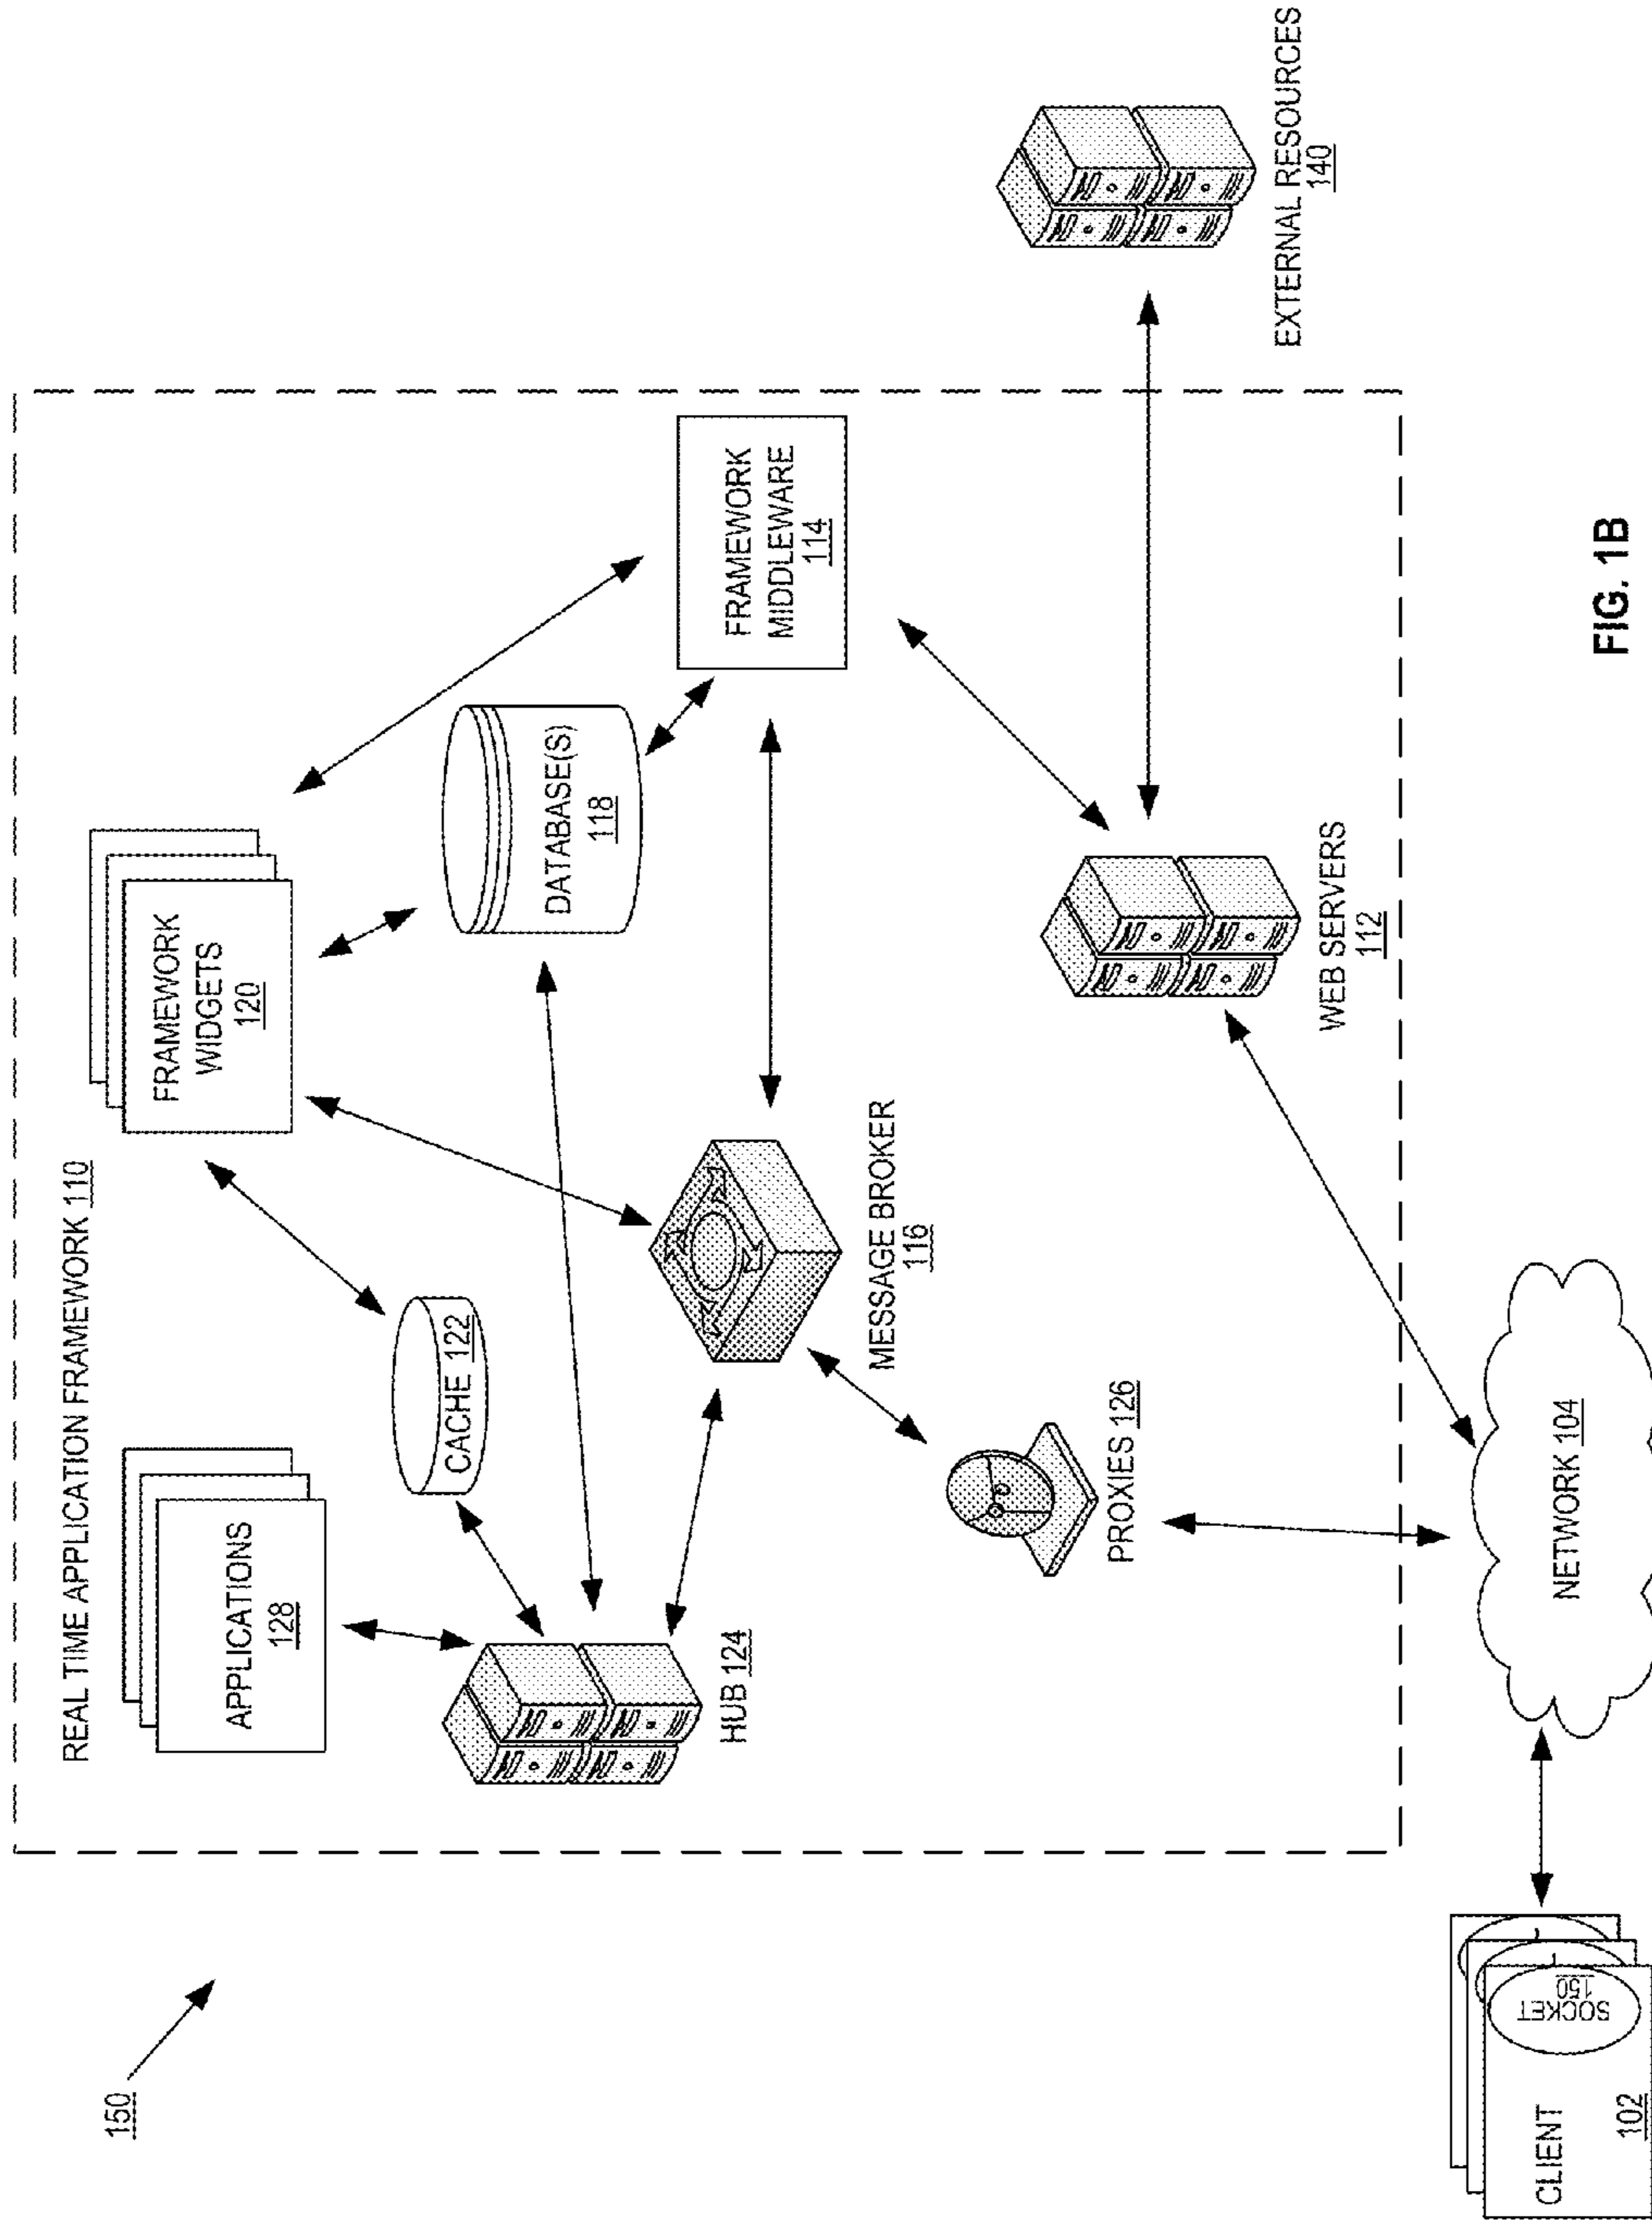 150
REAL TIME APPLICATION FRAMEWORK 110
APPLICATIONS
128
FRAMEWORK
WIDGETS
120
CACHE 122
DATABASE(S)
118
HUB 124
MESSAGE BROKER
116
FRAMEWORK
MIDDLEWARE
114
PROXIES 126
WEB SERVERS
112
EXTERNAL RESOURCES
140
NETWORK 104
SOCKET
150
CLIENT
102
FIG. 1B